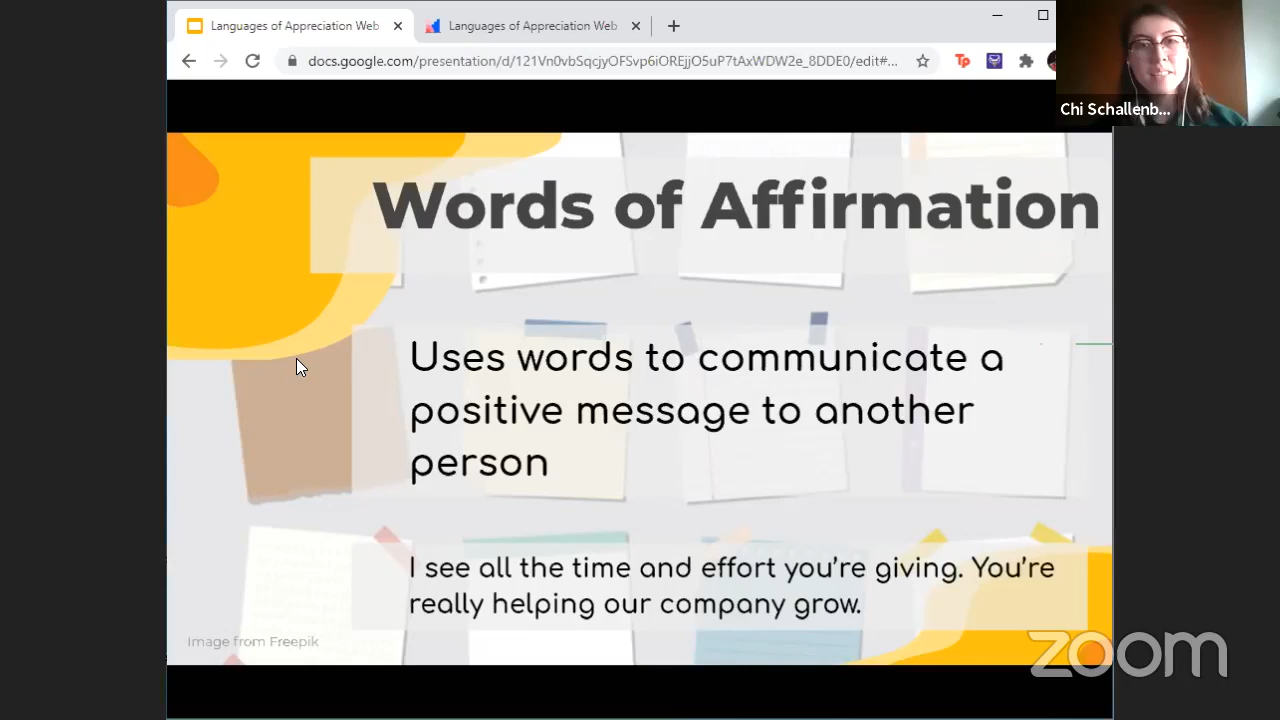 Languages of Appreciation Web
Languages of Appreciation Web
docs.google.com/presentation/d/121Vn0vbSqcjyOFSvp6iOREjjO5uP7tAxWDW2e_8DDE0/edit#...
Tp
Chi Schallenb...
Words of Affirmation
Uses words to communicate a
positive message to another
person
I see all the time and effort you're giving. You're
really helping our company grow.
Image from Freepik
zoom